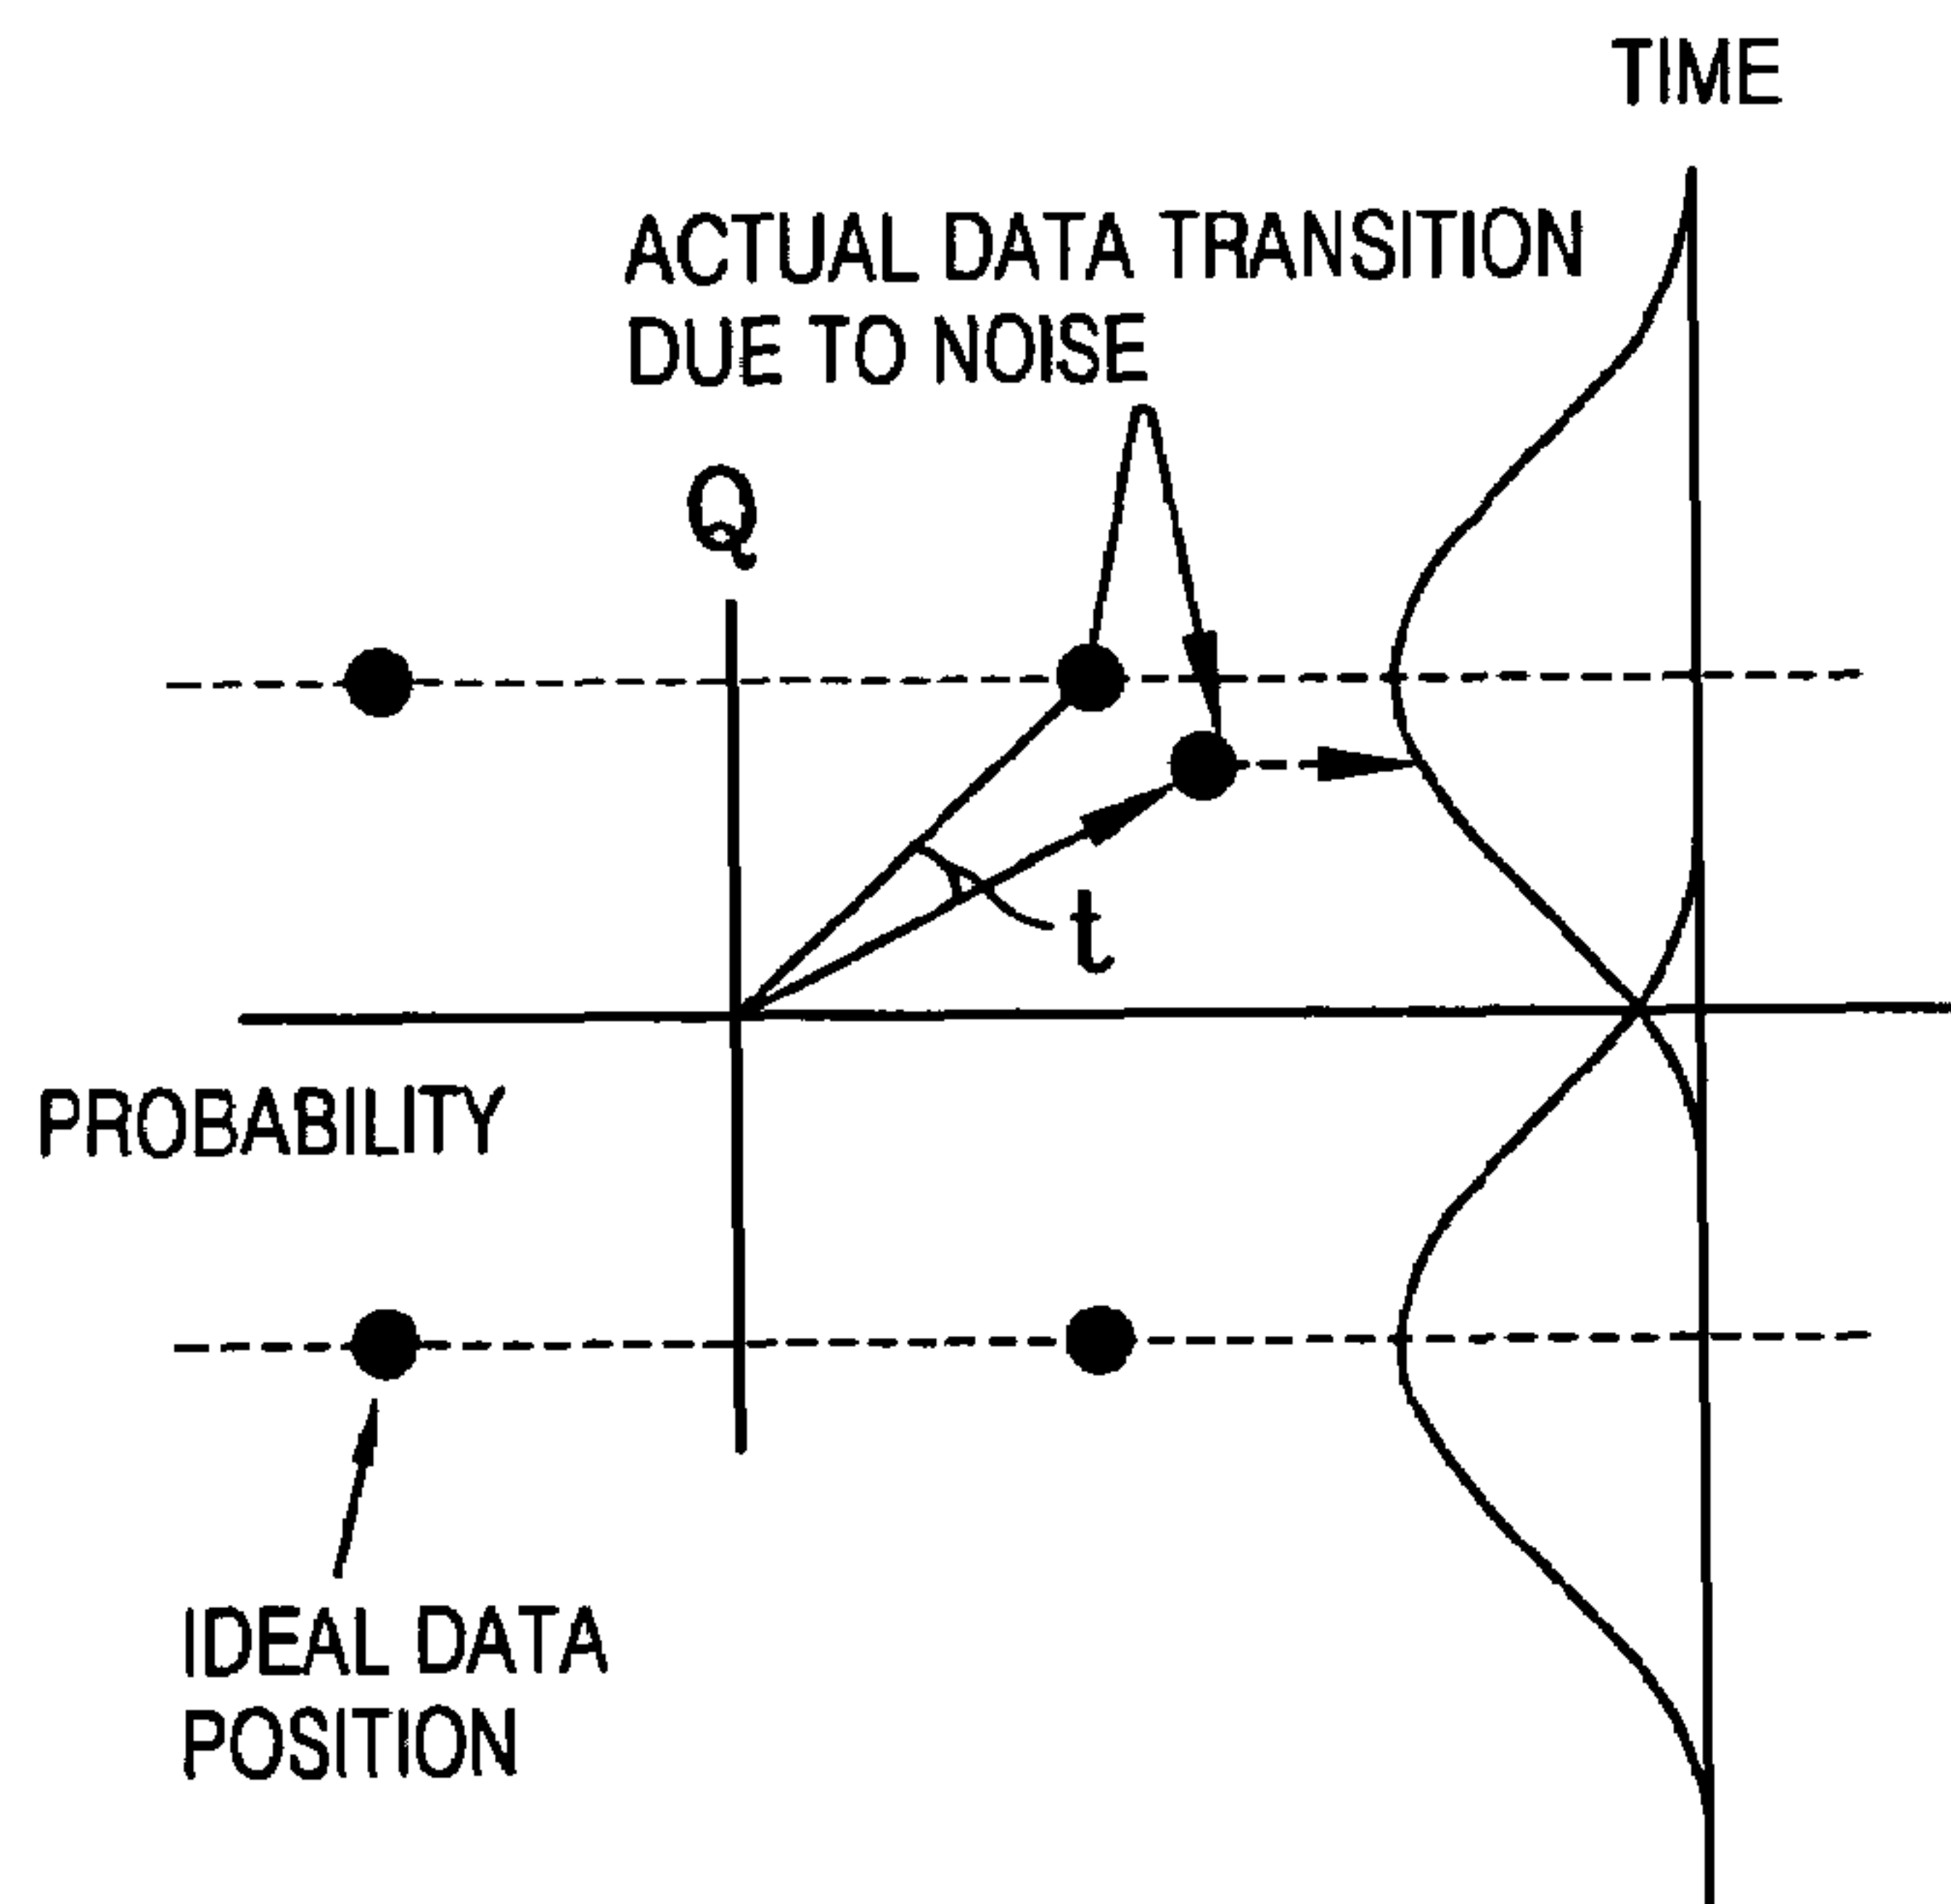 TIME
ACTUAL DATA TRANSITION
DUE TO NOISE
Q
t
PROBABILITY
IDEAL DATA
POSITION